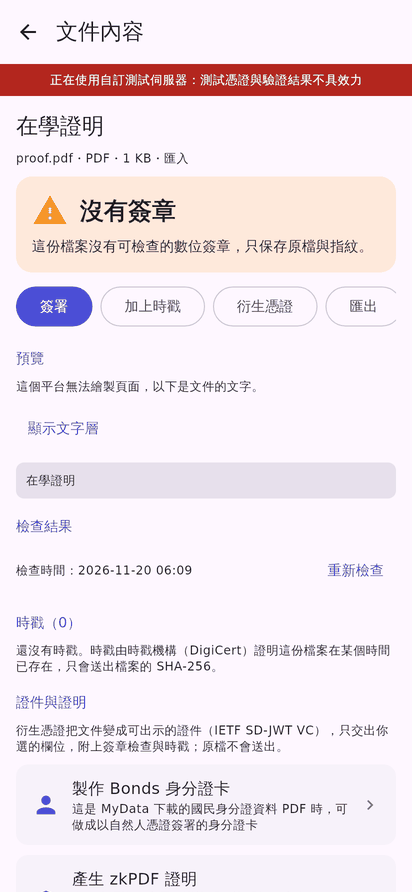 文件內容
正在使用自訂測試伺服器：測試憑證與驗證結果不具效力
在學證明
proof.pdf · PDF · 1 KB · 匯入
沒有簽章
這份檔案沒有可檢查的數位簽章，只保存原檔與指紋。
簽署
加上時戳
衍生憑證
匯出
預覽
這個平台無法繪製頁面，以下是文件的文字。
顯示文字層
在學證明
檢查結果
檢查時間：2026-11-20 06:09
重新檢查
時戳（0）
還沒有時戳。時戳由時戳機構（DigiCert）證明這份檔案在某個時間
已存在，只會送出檔案的 SHA-256。
證件與證明
衍生憑證把文件變成可出示的證件（IETF SD-JWT VC），只交出你
選的欄位，附上簽章檢查與時戳；原檔不會送出。
製作 Bonds 身分證卡
這是 MyData 下載的國民身分證資料 PDF 時，可
做成以自然人憑證簽署的身分證卡
產生 zkPDF 證明